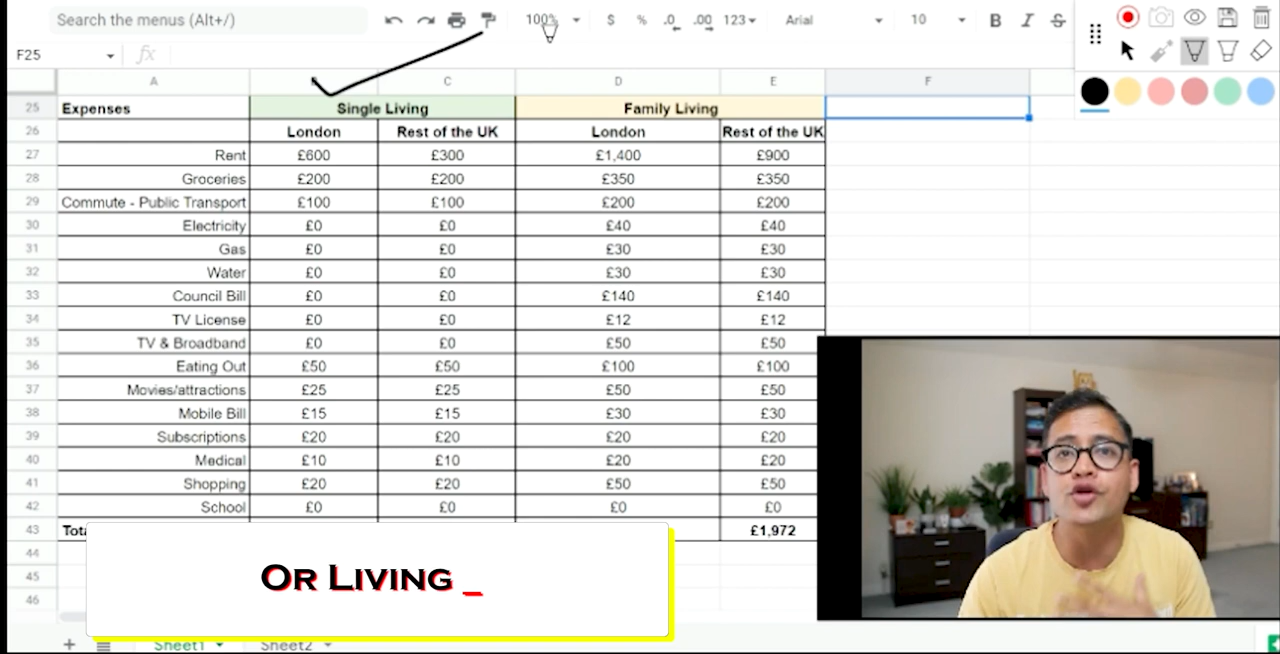 Search the menus (Alt+/) 100% $ % .0 .00 123 Arial 10 B I S
F25 fx
A C D E F
25 Expenses Single Living Family Living
26 London Rest of the UK London Rest of the UK
27 Rent £600 £300 £1,400 £900
28 Groceries £200 £200 £350 £350
29 Commute - Public Transport £100 £100 £200 £200
30 Electricity £0 £0 £40 £40
31 Gas £0 £0 £30 £30
32 Water £0 £0 £30 £30
33 Council Bill £0 £0 £140 £140
34 TV License £0 £0 £12 £12
35 TV & Broadband £0 £0 £50 £50
36 Eating Out £50 £50 £100 £100
37 Movies/attractions £25 £25 £50 £50
38 Mobile Bill £15 £15 £30 £30
39 Subscriptions £20 £20 £20 £20
40 Medical £10 £10 £20 £20
41 Shopping £20 £20 £50 £50
42 School £0 £0 £0 £0
43 £1,972
44
45
46
Or Living _
Sheet1 Sheet2